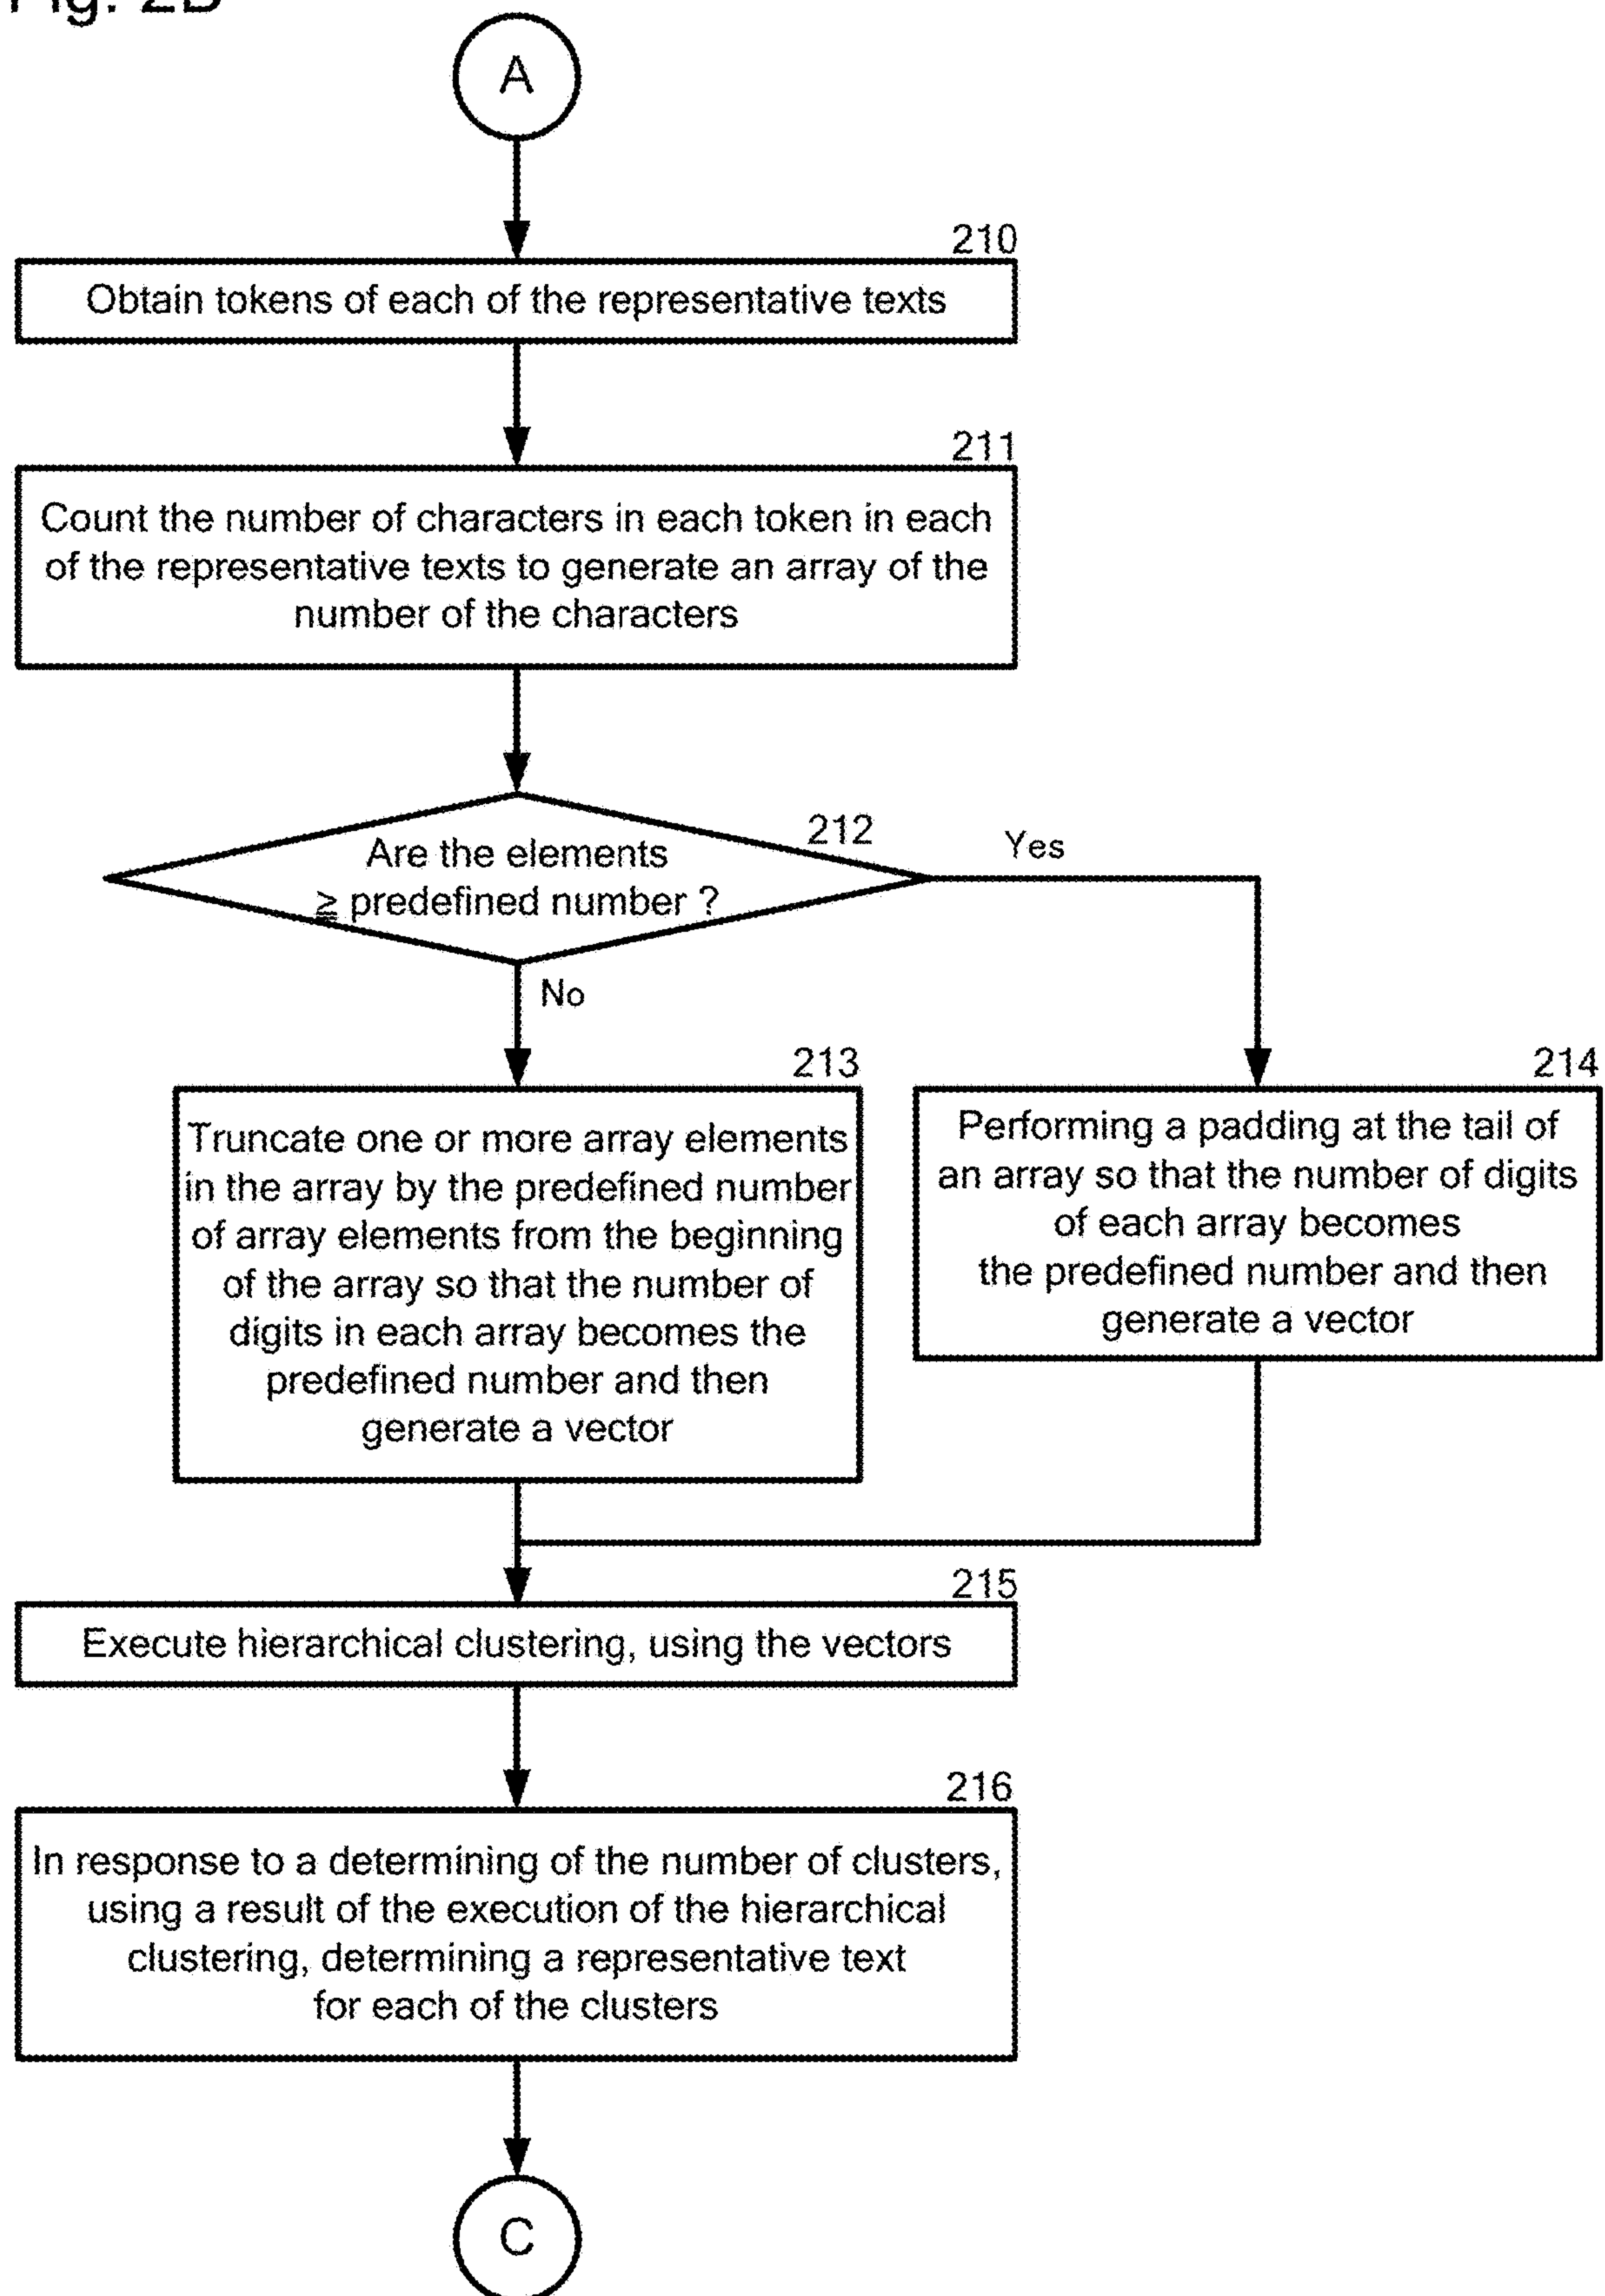 Fig. 2B
A
210
Obtain tokens of each of the representative texts
211
Count the number of characters in each token in each
of the representative texts to generate an array of the
number of the characters
212
Are the elements
≧ predefined number ?
Yes
No
213
Truncate one or more array elements
in the array by the predefined number
of array elements from the beginning
of the array so that the number of
digits in each array becomes the
predefined number and then
generate a vector
214
Performing a padding at the tail of
an array so that the number of digits
of each array becomes
the predefined number and then
generate a vector
215
Execute hierarchical clustering, using the vectors
216
In response to a determining of the number of clusters,
using a result of the execution of the hierarchical
clustering, determining a representative text
for each of the clusters
C